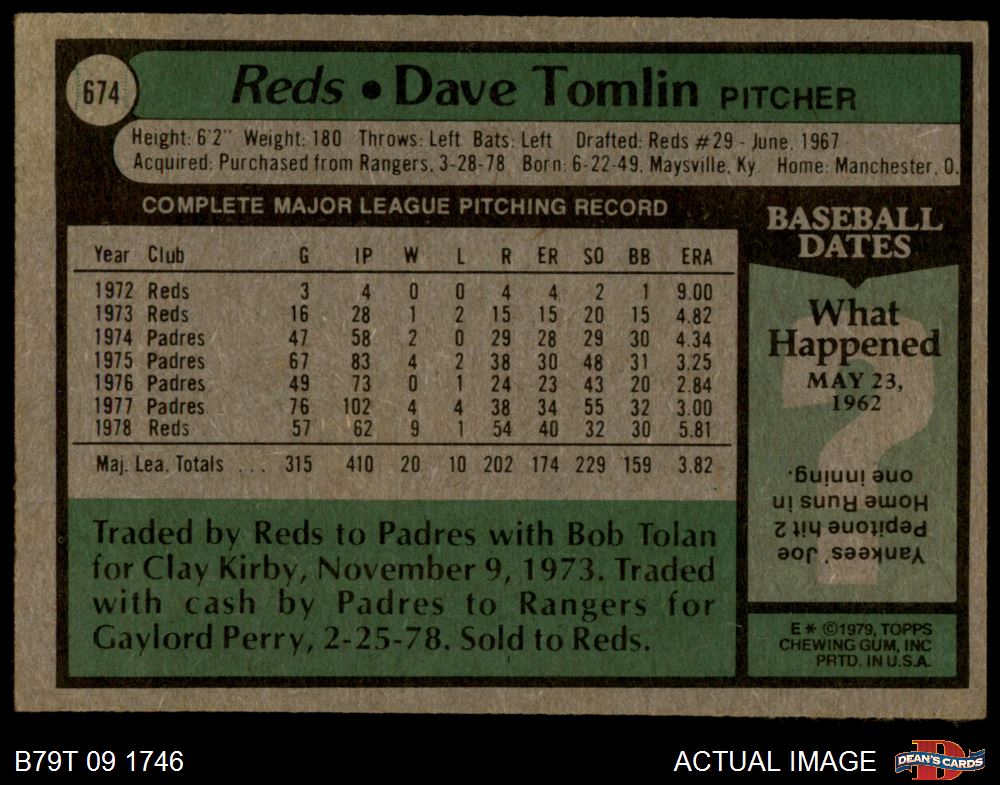 674
Reds • Dave Tomlin PITCHER
Height: 6'2" Weight: 180 Throws: Left Bats: Left Drafted: Reds #29 - June, 1967
Acquired: Purchased from Rangers, 3-28-78 Born: 6-22-49, Maysville, Ky. Home: Manchester, O.
COMPLETE MAJOR LEAGUE PITCHING RECORD
Year Club G IP W L R ER SO BB ERA
1972 Reds 3 4 0 0 4 4 2 1 9.00
1973 Reds 16 28 1 2 15 15 20 15 4.82
1974 Padres 47 58 2 0 29 28 29 30 4.34
1975 Padres 67 83 4 2 38 30 48 31 3.25
1976 Padres 49 73 0 1 24 23 43 20 2.84
1977 Padres 76 102 4 4 38 34 55 32 3.00
1978 Reds 57 62 9 1 54 40 32 30 5.81
Maj. Lea. Totals ... 315 410 20 10 202 174 229 159 3.82
Traded by Reds to Padres with Bob Tolan
for Clay Kirby, November 9, 1973. Traded
with cash by Padres to Rangers for
Gaylord Perry, 2-25-78. Sold to Reds.
BASEBALL
DATES
What
Happened
MAY 23,
1962
?
Yankees' Joe
Pepitone hit 2
Home Runs in
one inning.
E* ©1979, TOPPS
CHEWING GUM, INC
PRTD. IN U.S.A.
B79T 09 1746
ACTUAL IMAGE
D
DEAN'S CARDS